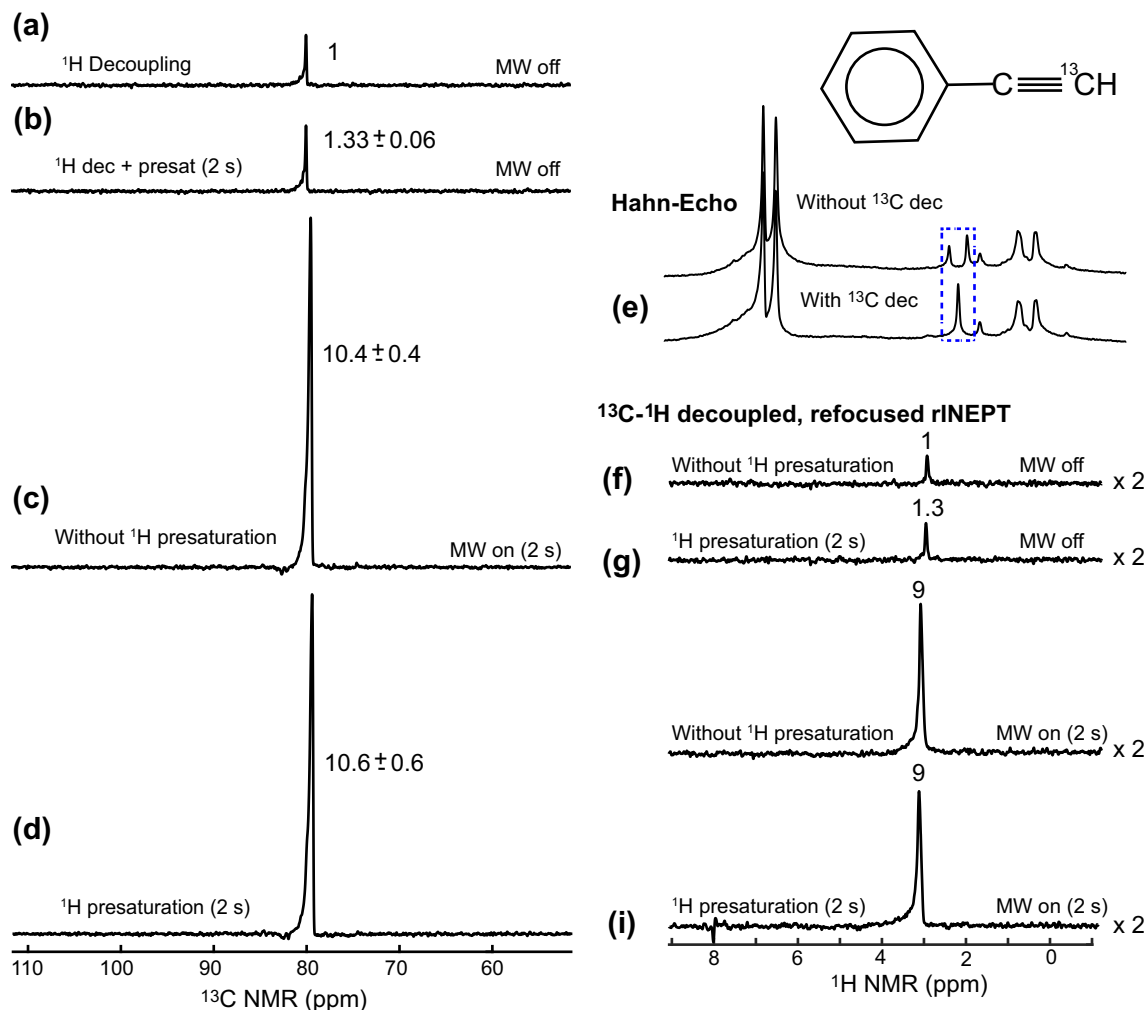 (a)
¹H Decoupling
1
MW off
(b)
¹H dec + presat (2 s)
1.33 ± 0.06
MW off
10.4 ± 0.4
(c)
Without ¹H presaturation
MW on (2 s)
10.6 ± 0.6
(d)
¹H presaturation (2 s)
110 100 90 80 70 60
¹³C NMR (ppm)
C ¹³CH
Hahn-Echo
Without ¹³C dec
(e)
With ¹³C dec
¹³C-¹H decoupled, refocused rINEPT
1
(f)
Without ¹H presaturation
MW off
x 2
1.3
(g)
¹H presaturation (2 s)
MW off
x 2
9
Without ¹H presaturation
MW on (2 s)
x 2
9
(i)
¹H presaturation (2 s)
MW on (2 s)
x 2
8 6 4 2 0
¹H NMR (ppm)